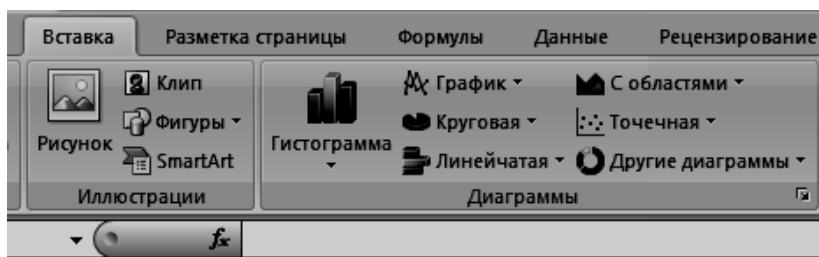 Вставка Разметка страницы Формулы Данные Рецензирование
Клип График С областями
Фигуры Круговая Точечная
Рисунок Гистограмма
SmartArt Линейчатая Другие диаграммы
Иллюстрации Диаграммы
fx